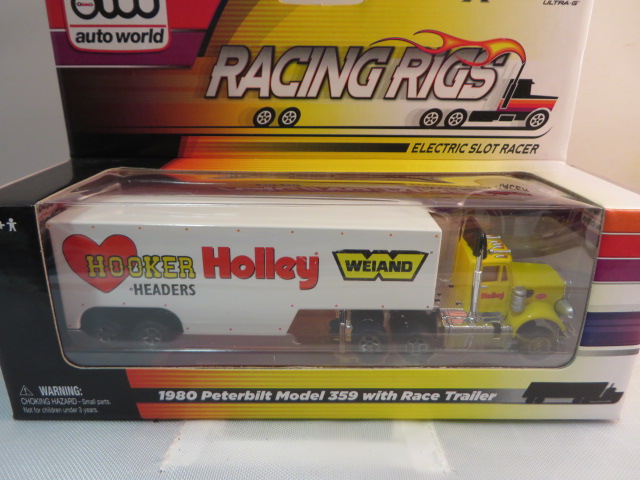 auto world
ULTRA-G
RACING RIGS
ELECTRIC SLOT RACER
HOOKER
HEADERS
Holley
WEIAND
Holley
WARNING:
CHOKING HAZARD - Small parts.
Not for children under 3 years.
1980 Peterbilt Model 359 with Race Trailer